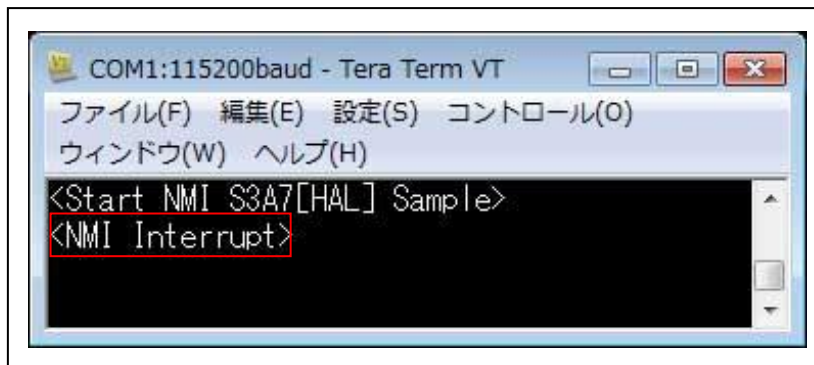 COM1:115200baud - Tera Term VT
ファイル(F) 編集(E) 設定(S) コントロール(O)
ウィンドウ(W) ヘルプ(H)
<Start NMI S3A7[HAL] Sample>
<NMI Interrupt>